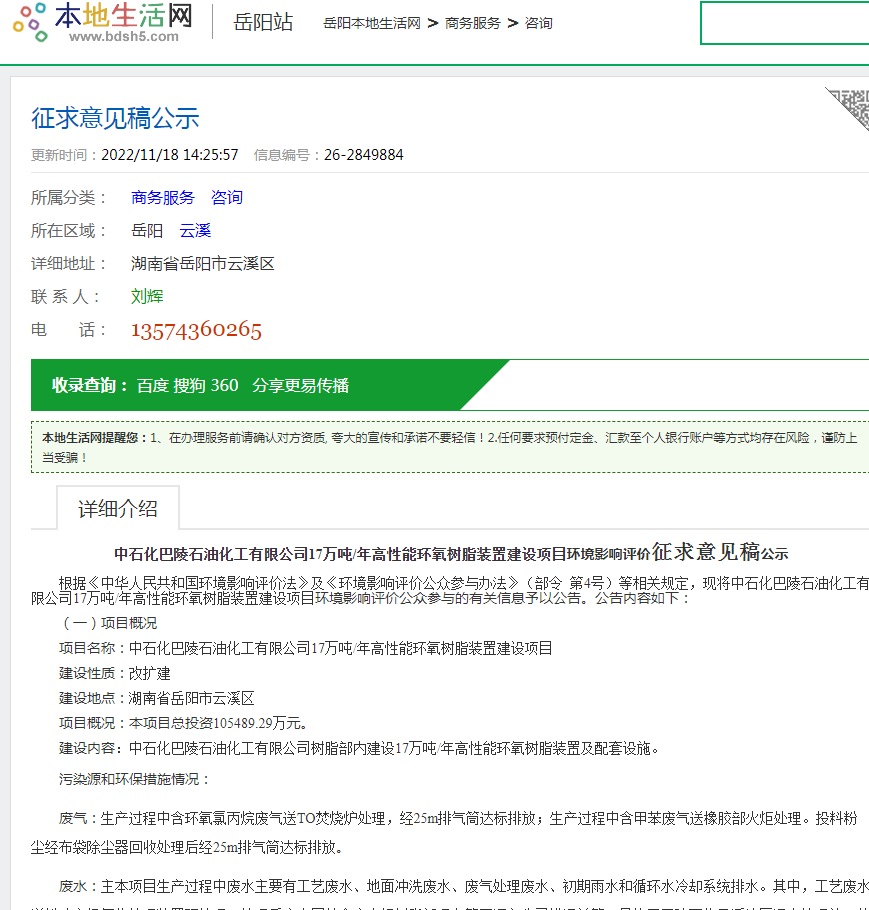 本地生活网
www.bdsh5.com
岳阳站
岳阳本地生活网 > 商务服务 > 咨询
征求意见稿公示
更新时间：2022/11/18 14:25:57 信息编号：26-2849884
所属分类： 商务服务 咨询
所在区域： 岳阳 云溪
详细地址： 湖南省岳阳市云溪区
联 系 人： 刘辉
电 话： 13574360265
收录查询： 百度 搜狗 360 分享更易传播
本地生活网提醒您：1、在办理服务前请确认对方资质, 夸大的宣传和承诺不要轻信！2.任何要求预付定金、汇款至个人银行账户等方式均存在风险，谨防上
当受骗！
详细介绍
中石化巴陵石油化工有限公司17万吨/年高性能环氧树脂装置建设项目环境影响评价征求意见稿公示
根据《中华人民共和国环境影响评价法》及《环境影响评价公众参与办法》（部令 第4号）等相关规定，现将中石化巴陵石油化工有
限公司17万吨/年高性能环氧树脂装置建设项目环境影响评价公众参与的有关信息予以公告。公告内容如下：
（一）项目概况
项目名称：中石化巴陵石油化工有限公司17万吨/年高性能环氧树脂装置建设项目
建设性质：改扩建
建设地点：湖南省岳阳市云溪区
项目概况：本项目总投资105489.29万元。
建设内容：中石化巴陵石油化工有限公司树脂部内建设17万吨/年高性能环氧树脂装置及配套设施。
污染源和环保措施情况：
废气：生产过程中含环氧氯丙烷废气送TO焚烧炉处理，经25m排气筒达标排放；生产过程中含甲苯废气送橡胶部火炬处理。投料粉
尘经布袋除尘器回收处理后经25m排气筒达标排放。
废水：主本项目生产过程中废水主要有工艺废水、地面冲洗废水、废气处理废水、初期雨水和循环水冷却系统排水。其中，工艺废水